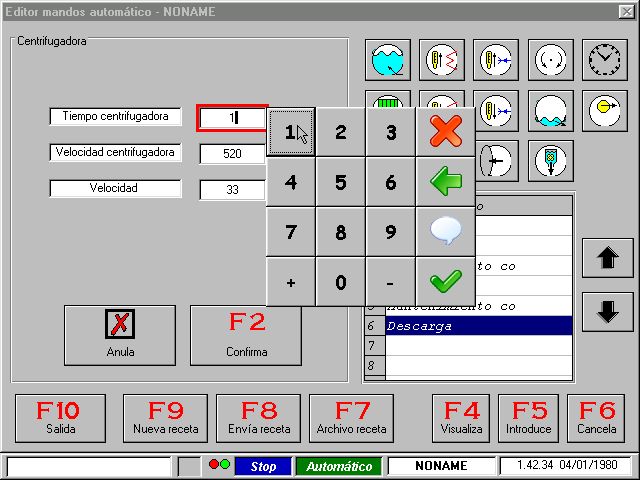 Editor mandos automático - NONAME
Centrifugadora
Tiempo centrifugadora
1
Velocidad centrifugadora
520
Velocidad
33
1 2 3
4 5 6
7 8 9
+ 0 -
o
to co
5 Mantenimiento co
6 Descarga
7
8
Anula
F2
Confirma
F10
Salida
F9
Nueva receta
F8
Envía receta
F7
Archivo receta
F4
Visualiza
F5
Introduce
F6
Cancela
Stop
Automático
NONAME
1.42.34 04/01/1980